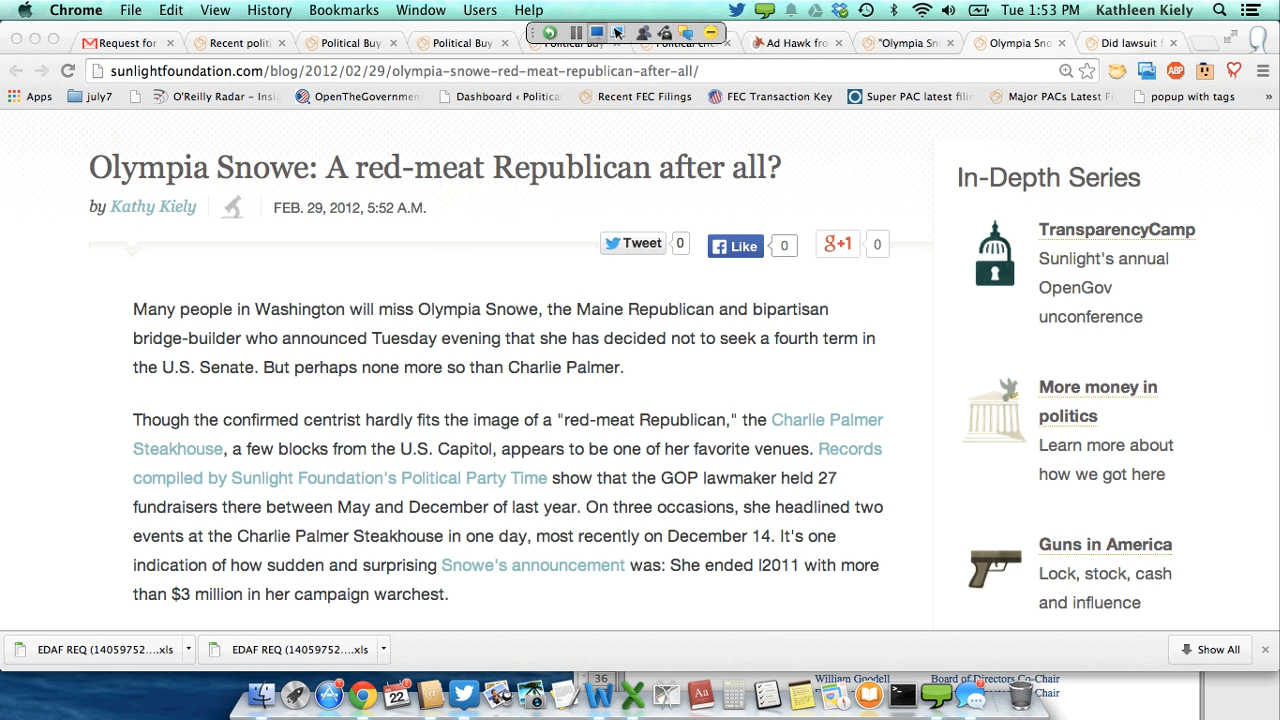 Chrome File Edit View History Bookmarks Window Users Help Tue 1:53 PM Kathleen Kiely
Request for Recent polit Political Buy Political Buy Ad Hawk fro "Olympia Sn Olympia Sno Did lawsuit f
sunlightfoundation.com/blog/2012/02/29/olympia-snowe-red-meat-republican-after-all/
Apps july7 O'Reilly Radar - Insi OpenTheGovernmen Dashboard ‹ Politica Recent FEC Filings FEC Transaction Key Super PAC latest filin Major PACs Latest F popup with tags »
Olympia Snowe: A red-meat Republican after all?
by Kathy Kiely FEB. 29, 2012, 5:52 A.M.
Tweet 0 Like 0 g+1 0
Many people in Washington will miss Olympia Snowe, the Maine Republican and bipartisan
bridge-builder who announced Tuesday evening that she has decided not to seek a fourth term in
the U.S. Senate. But perhaps none more so than Charlie Palmer.
Though the confirmed centrist hardly fits the image of a "red-meat Republican," the Charlie Palmer
Steakhouse, a few blocks from the U.S. Capitol, appears to be one of her favorite venues. Records
compiled by Sunlight Foundation's Political Party Time show that the GOP lawmaker held 27
fundraisers there between May and December of last year. On three occasions, she headlined two
events at the Charlie Palmer Steakhouse in one day, most recently on December 14. It's one
indication of how sudden and surprising Snowe's announcement was: She ended l2011 with more
than $3 million in her campaign warchest.
In-Depth Series
TransparencyCamp
Sunlight's annual
OpenGov
unconference
More money in
politics
Learn more about
how we got here
Guns in America
Lock, stock, cash
and influence
EDAF REQ (14059752....xls EDAF REQ (14059752....xls Show All
36 William Goodell Board of Directors Co-Chair
22 Chair